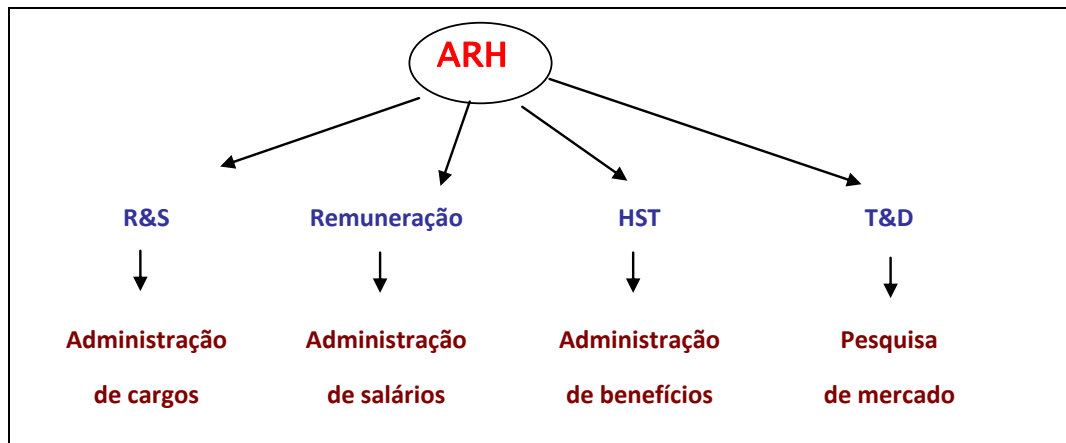 ARH
R&S
Remuneração
HST
T&D
Administração
de cargos
Administração
de salários
Administração
de benefícios
Pesquisa
de mercado